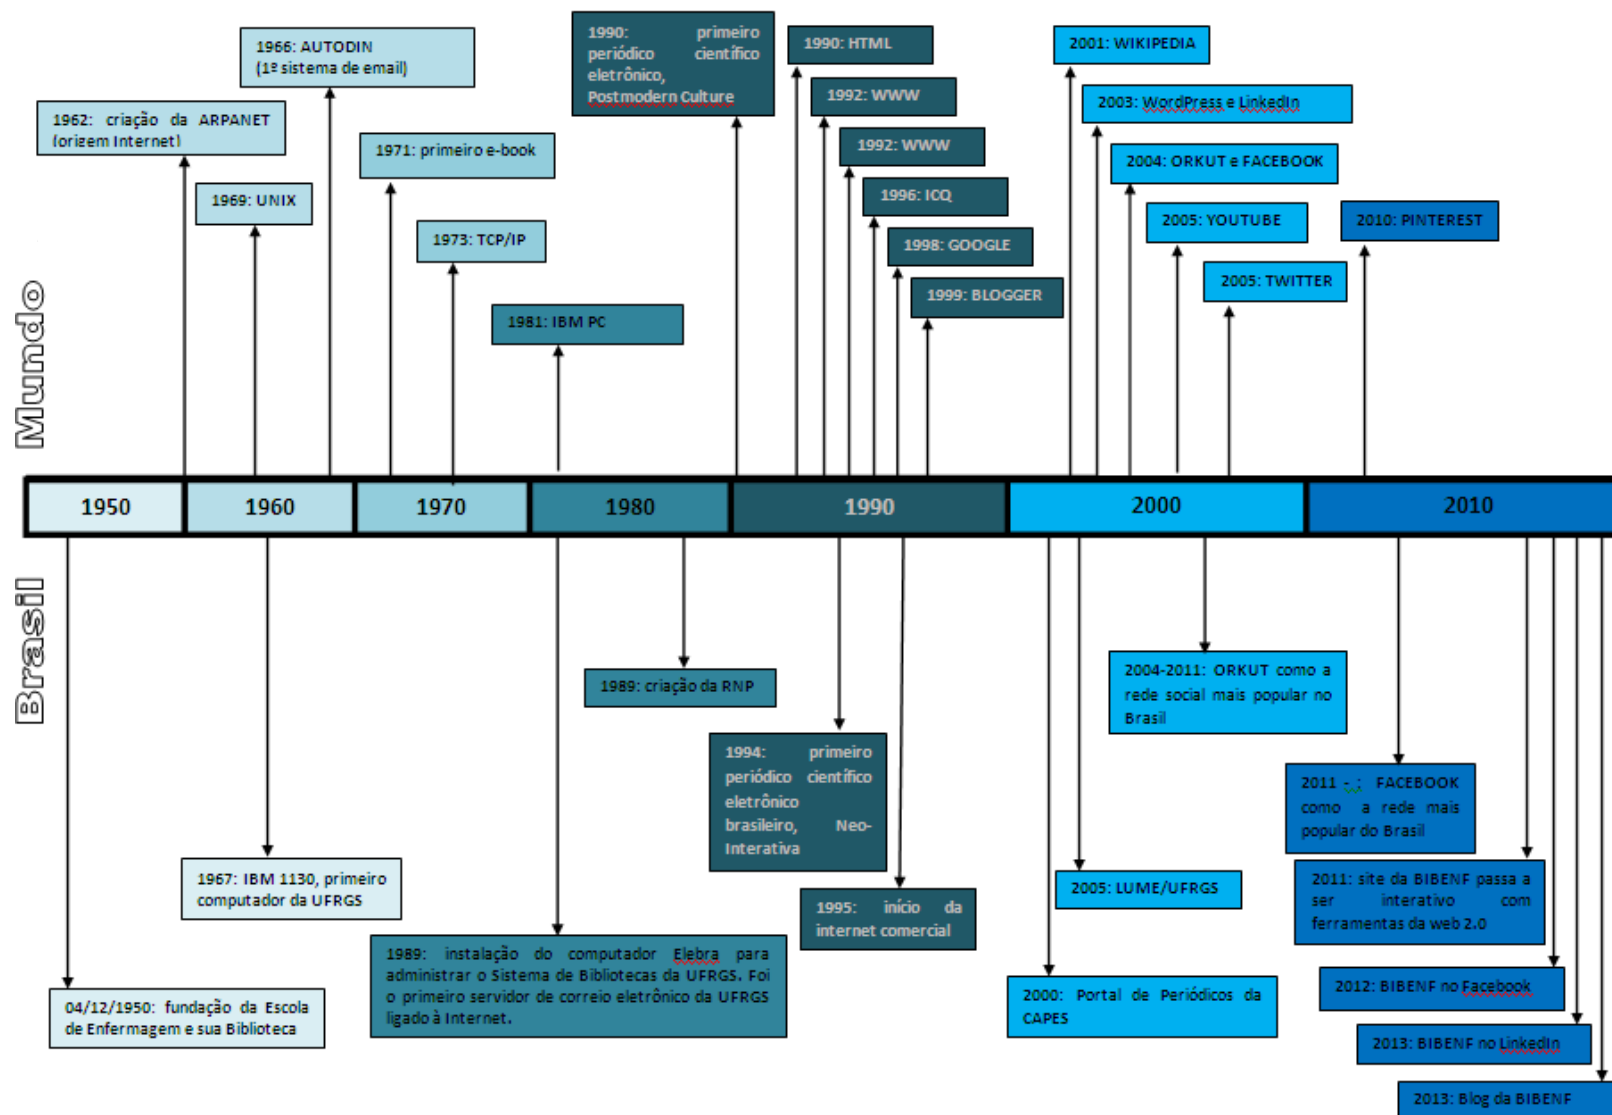 1966: AUTODIN
(1º sistema de email)
1962: criação da ARPANET
(origem Internet)
1969: UNIX
1971: primeiro e-book
1973: TCP/IP
1981: IBM PC
1990: primeiro
periódico científico
eletrônico,
Postmodern Culture
1990: HTML
1992: WWW
1992: WWW
1996: ICQ
1998: GOOGLE
1999: BLOGGER
2001: WIKIPEDIA
2003: WordPress e LinkedIn
2004: ORKUT e FACEBOOK
2005: YOUTUBE
2005: TWITTER
2010: PINTEREST
Mundo
1950
1960
1970
1980
1990
2000
2010
Brasil
04/12/1950: fundação da Escola
de Enfermagem e sua Biblioteca
1967: IBM 1130, primeiro
computador da UFRGS
1989: instalação do computador Elebra para
administrar o Sistema de Bibliotecas da UFRGS. Foi
o primeiro servidor de correio eletrônico da UFRGS
ligado à Internet.
1989: criação da RNP
1994: primeiro
periódico científico
eletrônico
brasileiro, Neo-
Interativa
1995: início da
internet comercial
2000: Portal de Periódicos da
CAPES
2005: LUME/UFRGS
2004-2011: ORKUT como a
rede social mais popular no
Brasil
2011 - : FACEBOOK
como a rede mais
popular do Brasil
2011: site da BIBENF passa a
ser interativo com
ferramentas da web 2.0
2012: BIBENF no Facebook
2013: BIBENF no LinkedIn
2013: Blog da BIBENF